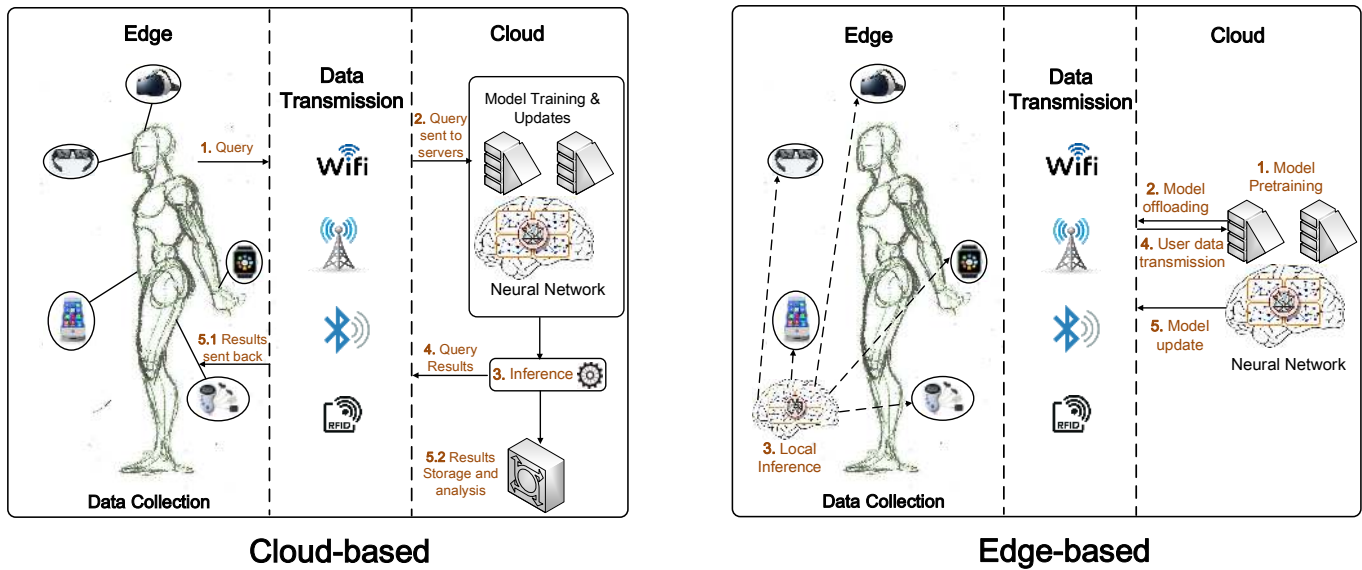 Edge
Cloud
Data
Transmission
Model Training &
Updates
1. Query
2. Query
sent to
servers
Wifi
Neural Network
5.1 Results
sent back
4. Query
Results
3. Inference
RFID
5.2 Results
Storage and
analysis
Data Collection
Cloud-based
Edge
Cloud
Data
Transmission
Wifi
1. Model
Pretraining
2. Model
offloading
4. User data
transmission
5. Model
update
Neural Network
RFID
3. Local
Inference
Data Collection
Edge-based